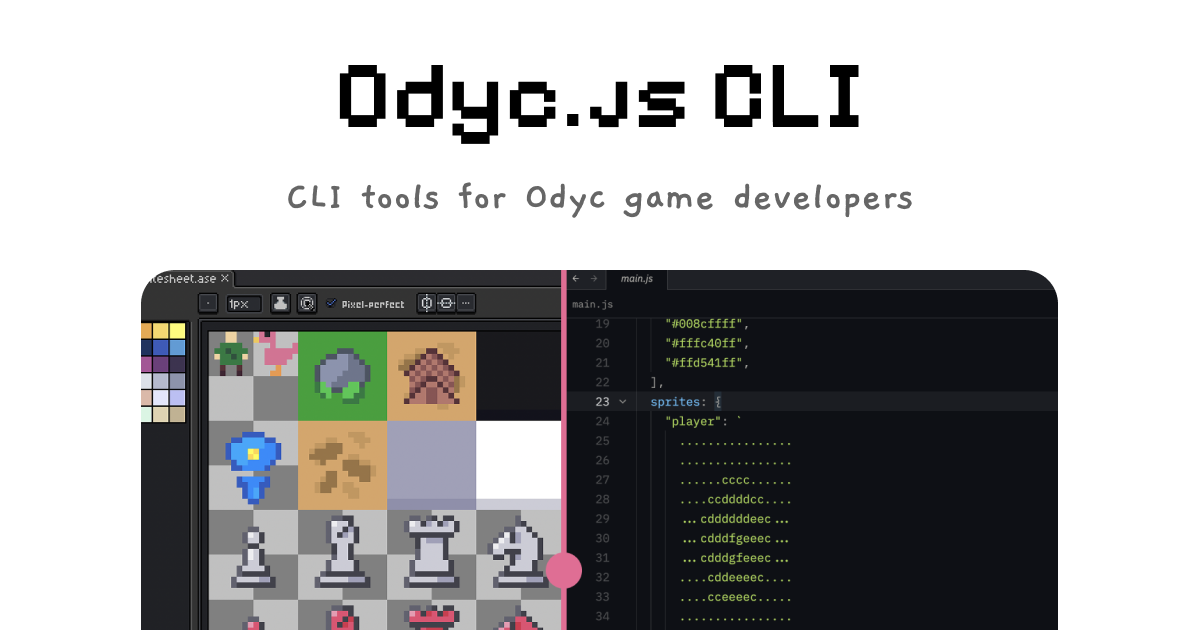 Odyc.js CLI
CLI tools for Odyc game developers
tesheet.ase X
1px
Pixel-perfect
main.js
main.js
19 "#008cffff",
20 "#fffc40ff",
21 "#ffd541ff",
22 ],
23 sprites: {
24 "player": `
25 ................
26 ................
27 ......cccc......
28 ....ccddddcc....
29 ...cddddddeec...
30 ...cdddfgeeec...
31 ...cdddgfeeec...
32 ....cddeeeec....
33 ....cceeeec.....
34 ................